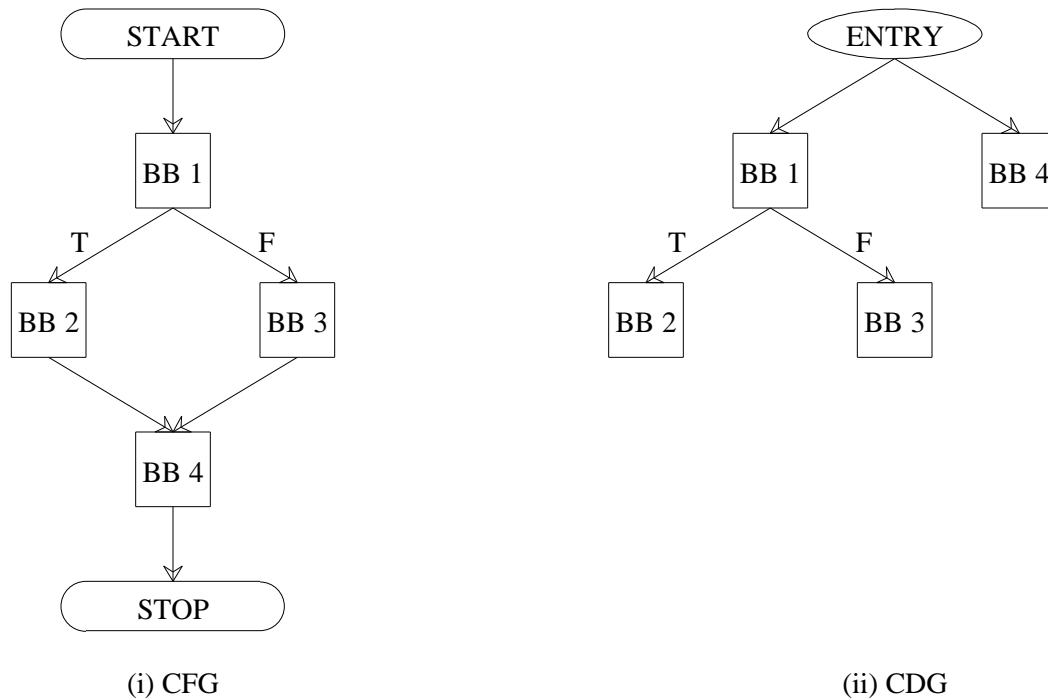 START
BB 1
T
F
BB 2
BB 3
BB 4
STOP
(i) CFG
ENTRY
BB 1
BB 4
T
F
BB 2
BB 3
(ii) CDG